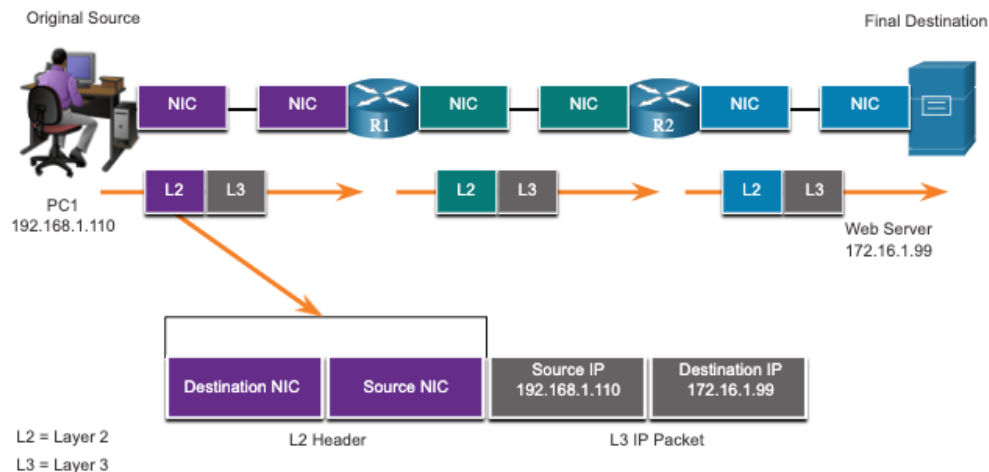 Original Source
Final Destination
NIC
NIC
R1
NIC
NIC
R2
NIC
NIC
L2
L3
L2
L3
L2
L3
PC1
192.168.1.110
Web Server
172.16.1.99
Destination NIC
Source NIC
Source IP
192.168.1.110
Destination IP
172.16.1.99
L2 = Layer 2
L2 Header
L3 IP Packet
L3 = Layer 3